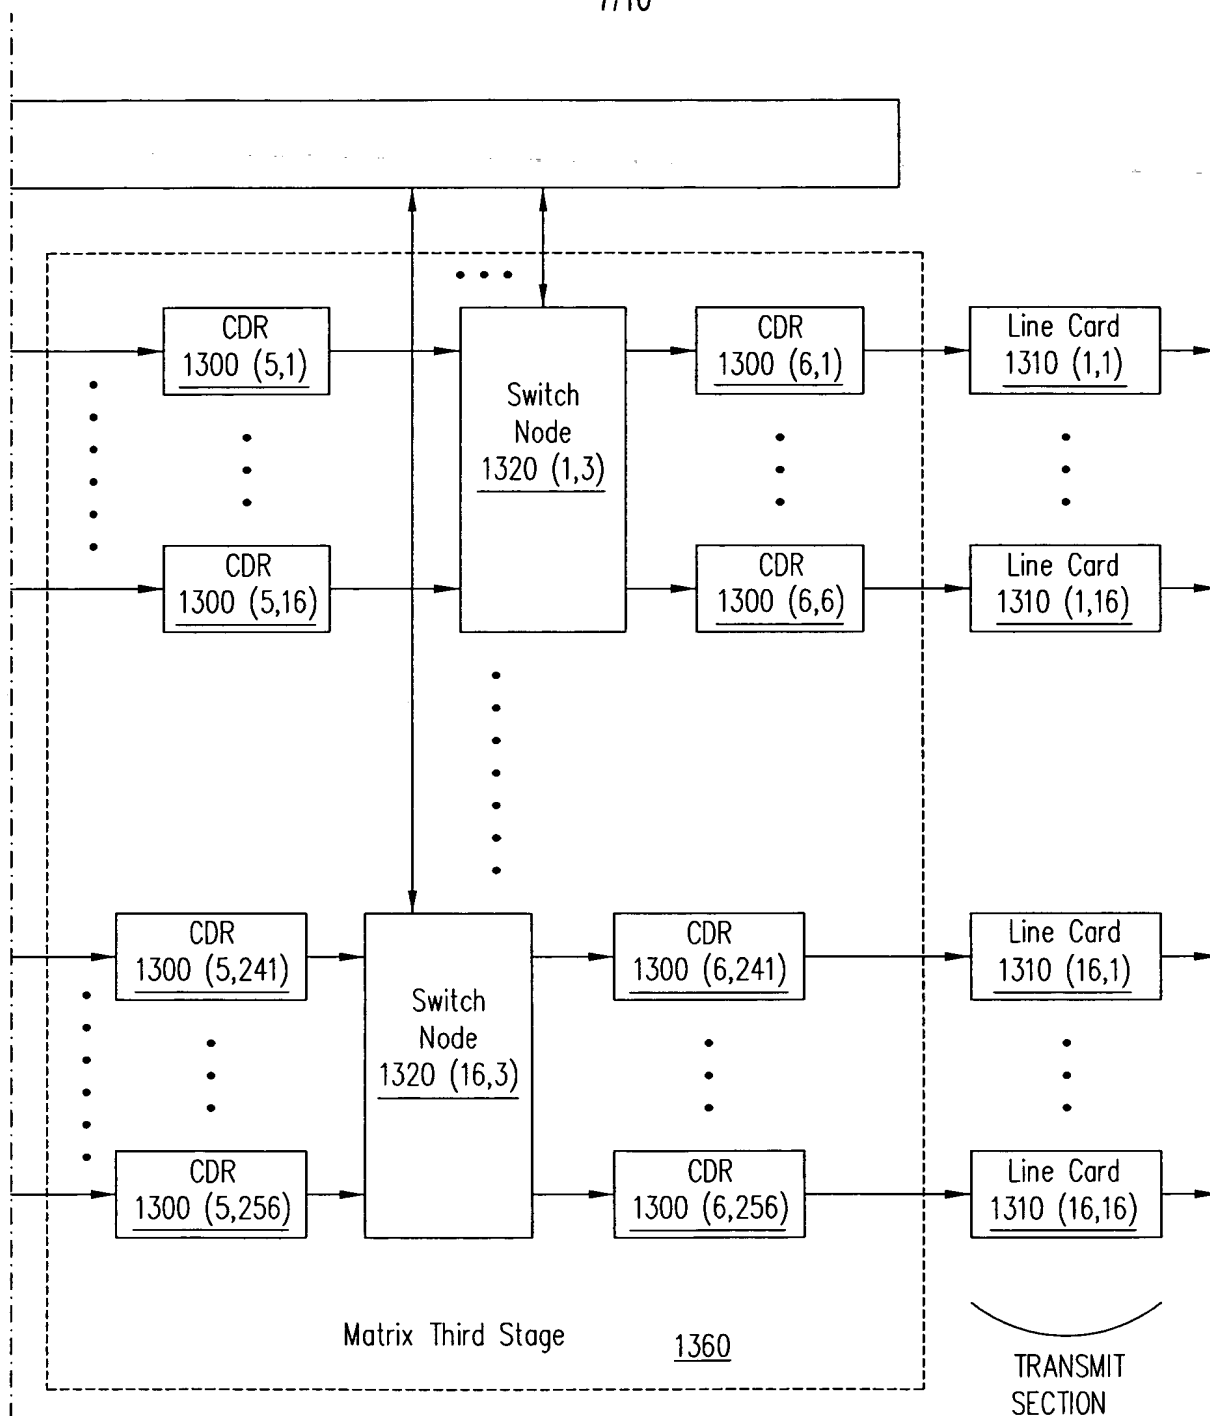 CDR
1300 (5,1)
CDR
1300 (6,1)
Line Card
1310 (1,1)
Switch
Node
1320 (1,3)
CDR
1300 (5,16)
CDR
1300 (6,6)
Line Card
1310 (1,16)
CDR
1300 (5,241)
CDR
1300 (6,241)
Line Card
1310 (16,1)
Switch
Node
1320 (16,3)
CDR
1300 (5,256)
CDR
1300 (6,256)
Line Card
1310 (16,16)
Matrix Third Stage
1360
TRANSMIT
SECTION